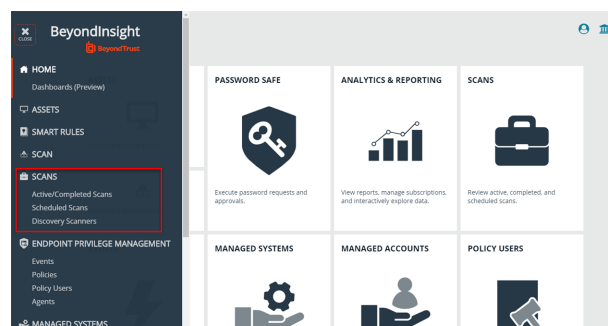 CLOSE
BeyondInsight
BeyondTrust
HOME
Dashboards (Preview)
ASSETS
SMART RULES
SCAN
SCANS
Active/Completed Scans
Scheduled Scans
Discovery Scanners
ENDPOINT PRIVILEGE MANAGEMENT
Events
Policies
Policy Users
Agents
MANAGED SYSTEMS
PASSWORD SAFE
Execute password requests and
approvals.
ANALYTICS & REPORTING
View reports, manage subscriptions,
and interactively explore data.
SCANS
Review active, completed, and
scheduled scans.
MANAGED SYSTEMS
MANAGED ACCOUNTS
POLICY USERS